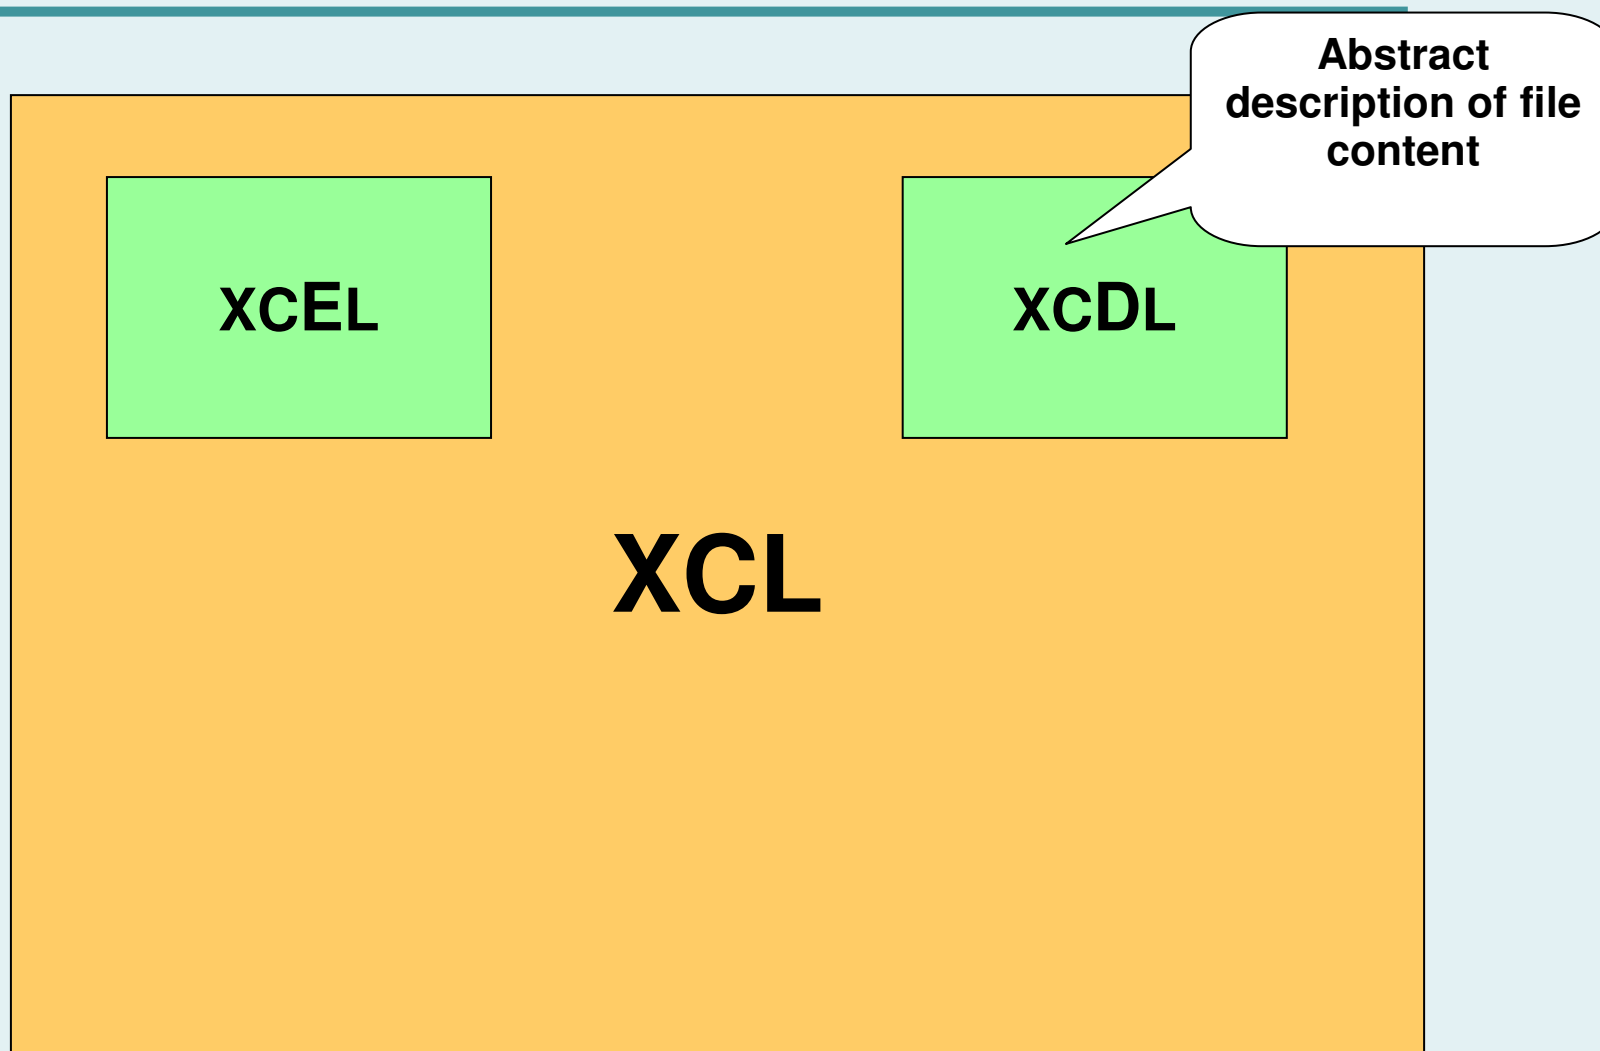 Abstract
description of file
content
XCEL
XCDL
XCL